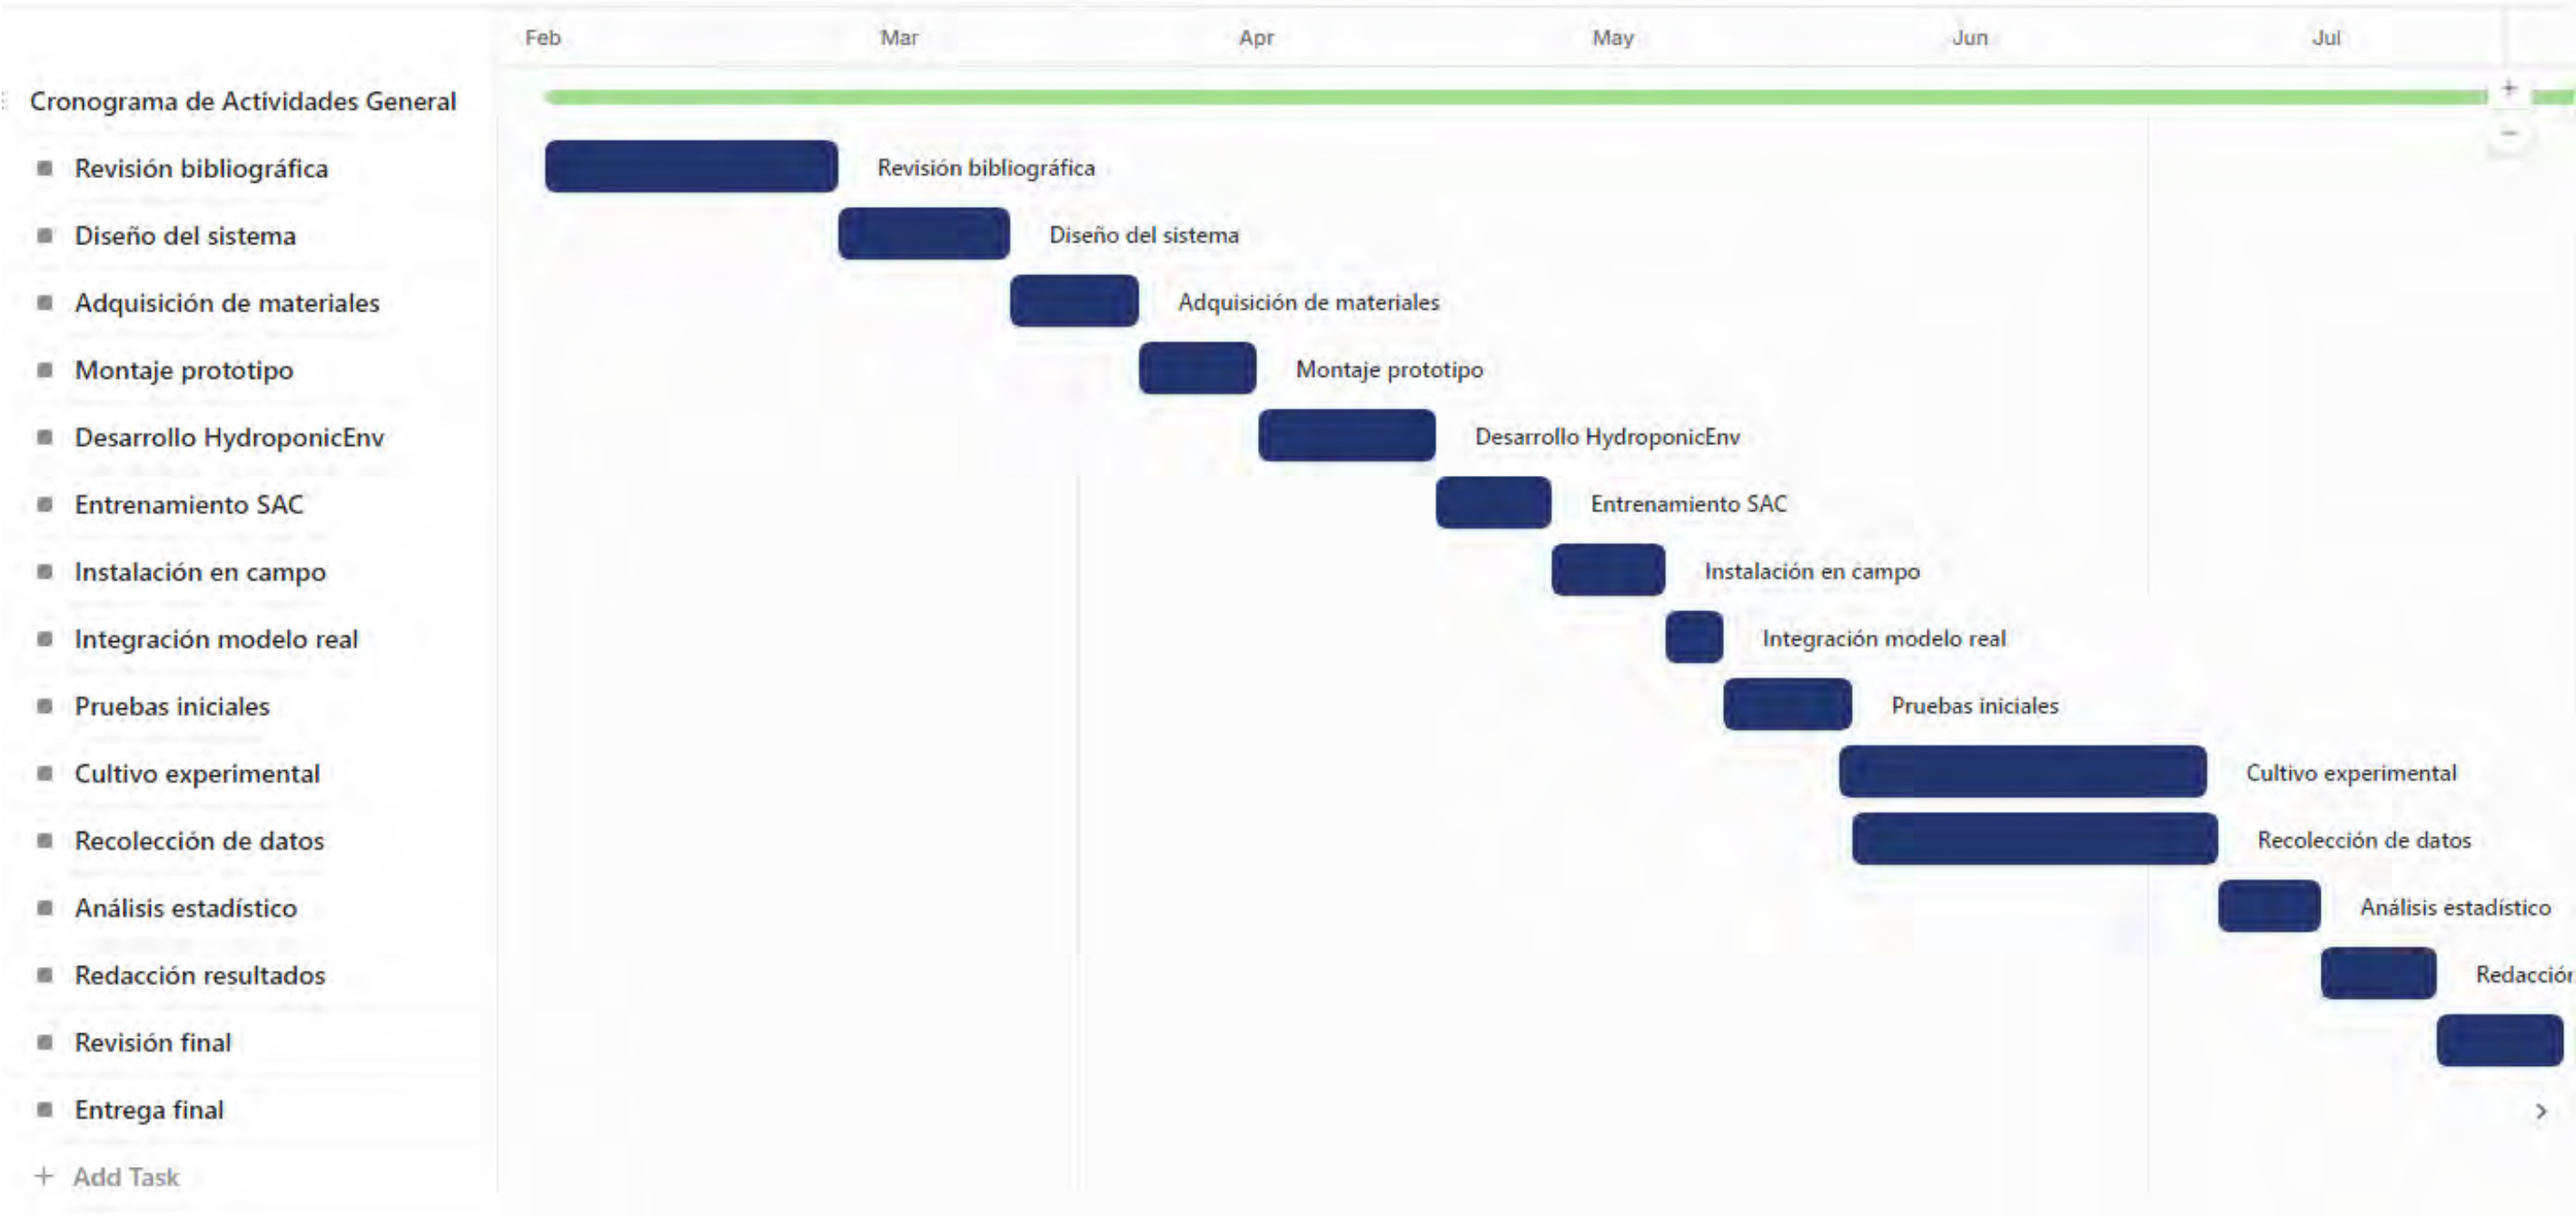 Feb Mar Apr May Jun Jul
Cronograma de Actividades General
+
−
Revisión bibliográfica Revisión bibliográfica
Diseño del sistema Diseño del sistema
Adquisición de materiales Adquisición de materiales
Montaje prototipo Montaje prototipo
Desarrollo HydroponicEnv Desarrollo HydroponicEnv
Entrenamiento SAC Entrenamiento SAC
Instalación en campo Instalación en campo
Integración modelo real Integración modelo real
Pruebas iniciales Pruebas iniciales
Cultivo experimental Cultivo experimental
Recolección de datos Recolección de datos
Análisis estadístico Análisis estadístico
Redacción resultados Redacción
Revisión final
Entrega final
+ Add Task